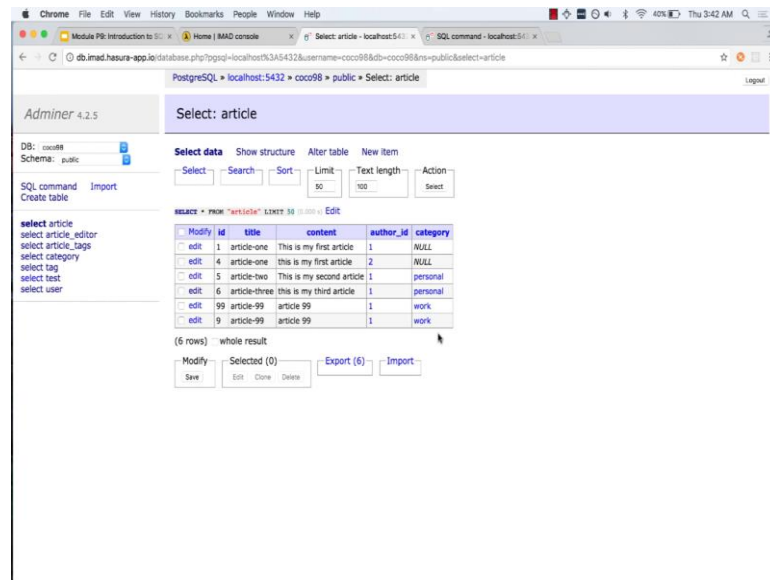 Chrome File Edit View History Bookmarks People Window Help 40% Thu 3:42 AM
Module P9: Introduction to SQ × Home | IMAD console × Select: article - localhost:543 × SQL command - localhost:543 ×
db.imad.hasura-app.io/database.php?pgsql=localhost%3A5432&username=coco98&db=coco98&ns=public&select=article
PostgreSQL » localhost:5432 » coco98 » public » Select: article
Logout
Adminer 4.2.5
Select: article
DB: coco98
Schema: public
SQL command Import
Create table
select article
select article_editor
select article_tags
select category
select tag
select test
select user
Select data Show structure Alter table New item
Select Search Sort Limit Text length Action
50 100 Select
SELECT * FROM "article" LIMIT 50 (0.000 s) Edit
Modify id title content author_id category
edit 1 article-one This is my first article 1 NULL
edit 4 article-one this is my first article 2 NULL
edit 5 article-two This is my second article 1 personal
edit 6 article-three this is my third article 1 personal
edit 99 article-99 article 99 1 work
edit 9 article-99 article 99 1 work
(6 rows) whole result
Modify Selected (0) Export (6) Import
Save Edit Clone Delete